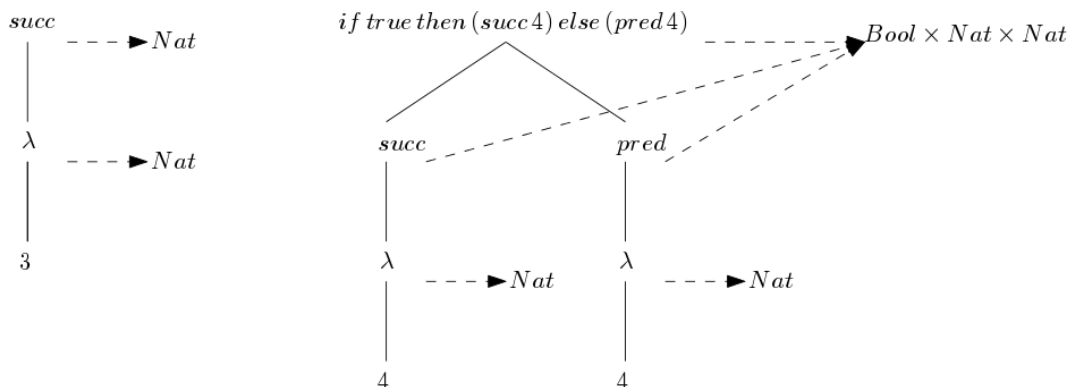 succ
Nat
λ
Nat
3
if true then (succ 4) else (pred 4)
Bool × Nat × Nat
succ
pred
λ
Nat
λ
Nat
4
4